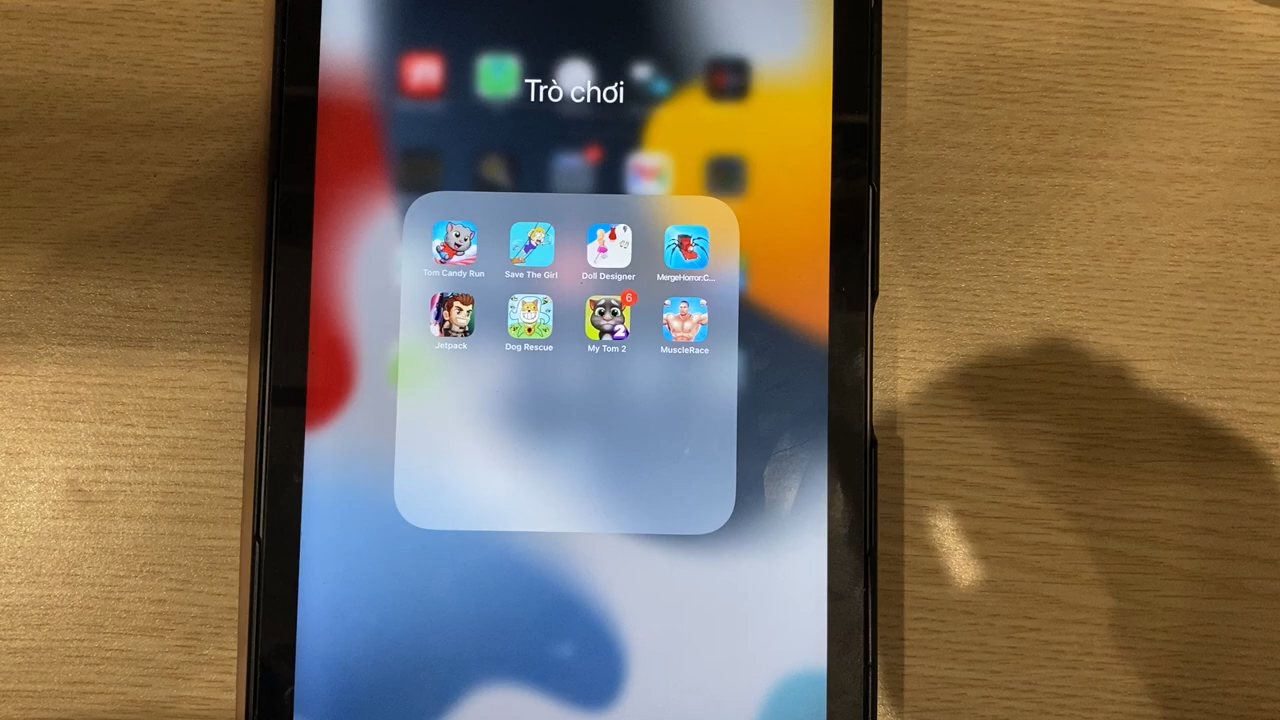 Trò chơi
Tom Candy Run
Save The Girl
Doll Designer
MergeHorror:C...
Jetpack
Dog Rescue
6
2
My Tom 2
MuscleRace